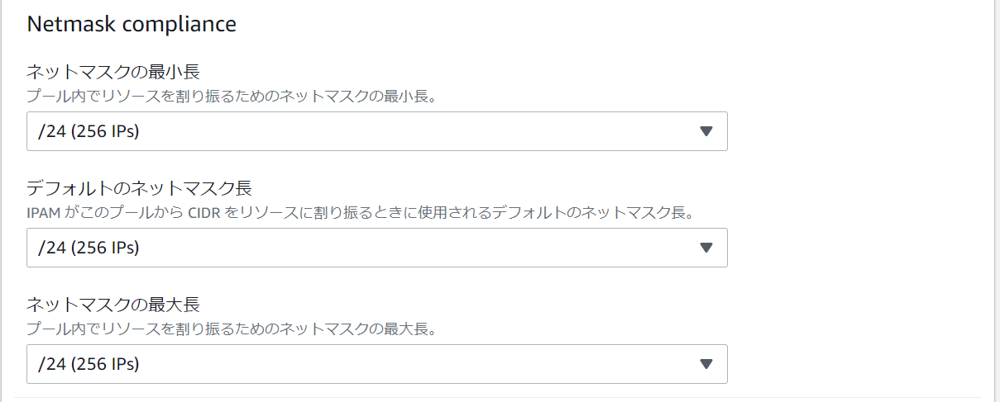 Netmask compliance
ネットマスクの最小長
プール内でリソースを割り振るためのネットマスクの最小長。
/24 (256 IPs)
デフォルトのネットマスク長
IPAM がこのプールから CIDR をリソースに割り振るときに使用されるデフォルトのネットマスク長。
/24 (256 IPs)
ネットマスクの最大長
プール内でリソースを割り振るためのネットマスクの最大長。
/24 (256 IPs)